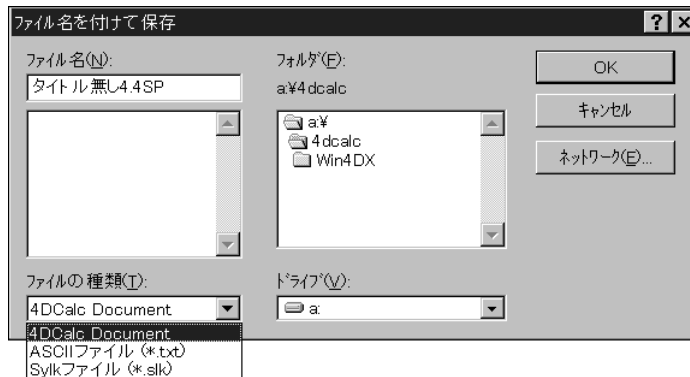 ファイル名を付けて保存
ファイル名(N):
タイトル無し4.4SP
フォルダ(F):
a:¥4dcalc
a:¥
4dcalc
Win4DX
OK
キャンセル
ネットワーク(E)...
ファイルの種類(T):
4DCalc Document
4DCalc Document
ASCIIファイル (*.txt)
Sylkファイル (*.slk)
ドライブ(V):
a: